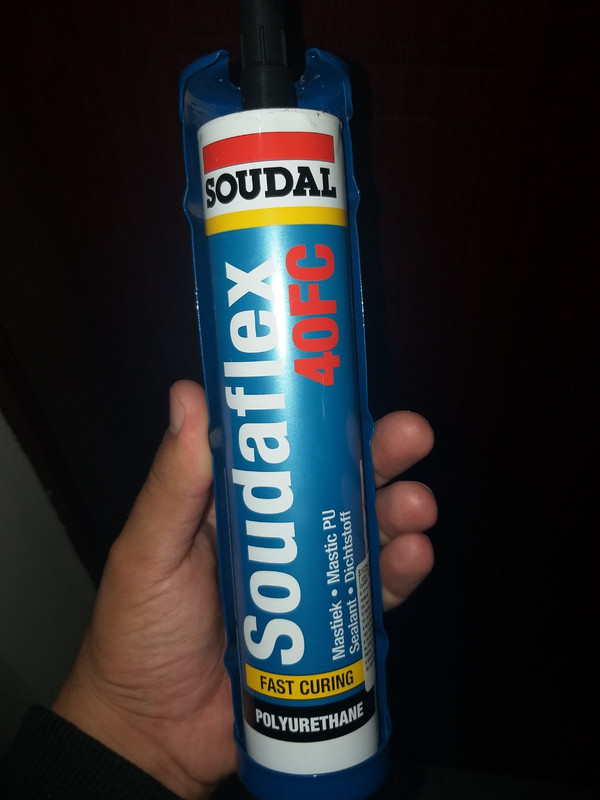 SOUDAL
Soudaflex
40FC
Mastiek • Mastic PU
Sealant • Dichtstoff
FAST CURING
POLYURETHANE